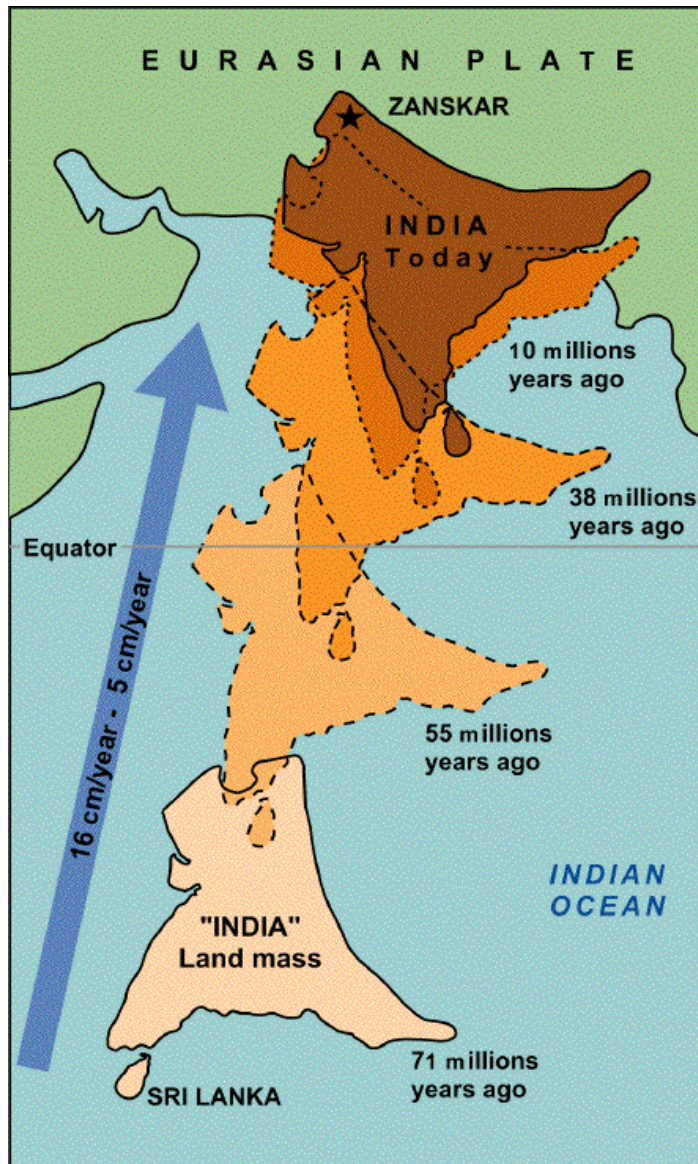 EURASIAN PLATE
ZANSKAR
INDIA
Today
10 millions
years ago
38 millions
years ago
Equator
16 cm/year - 5 cm/year
55 millions
years ago
INDIAN
OCEAN
"INDIA"
Land mass
71 millions
years ago
SRI LANKA